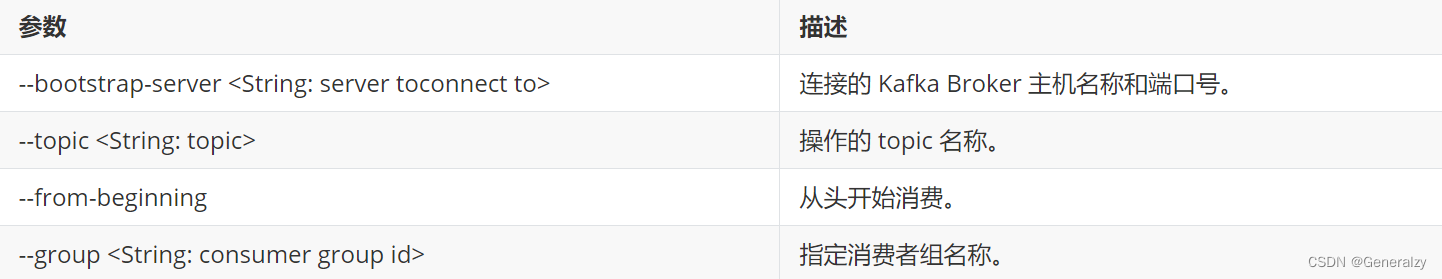 参数 描述
--bootstrap-server <String: server toconnect to> 连接的 Kafka Broker 主机名称和端口号。
--topic <String: topic> 操作的 topic 名称。
--from-beginning 从头开始消费。
--group <String: consumer group id> 指定消费者组名称。
CSDN @Generalzy